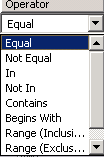 Operator
Equal
Equal
Not Equal
In
Not In
Contains
Begins With
Range (Inclusi...
Range (Exclus...